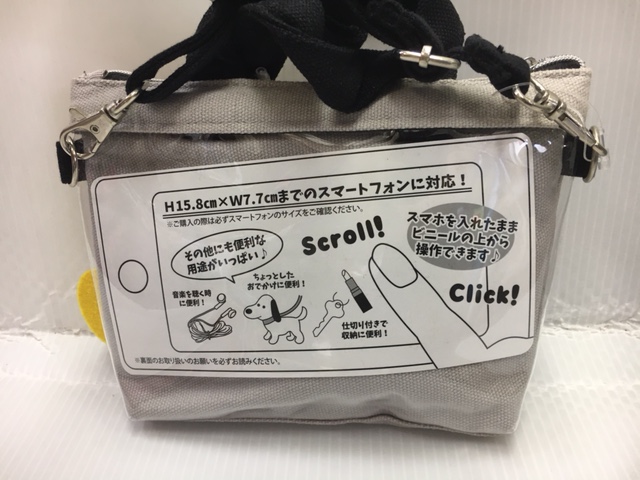 H15.8cm×W7.7cmまでのスマートフォンに対応！
※ご購入の際は必ずスマートフォンのサイズをご確認ください。
その他にも便利な
用途がいっぱい♪
Scroll!
スマホを入れたまま
ビニールの上から
操作できます♪
Click!
音楽を聴く時
に便利！
ちょっとした
おでかけに便利！
仕切り付きで
収納に便利！
※裏面のお取り扱いのお願いを必ずお読みください。